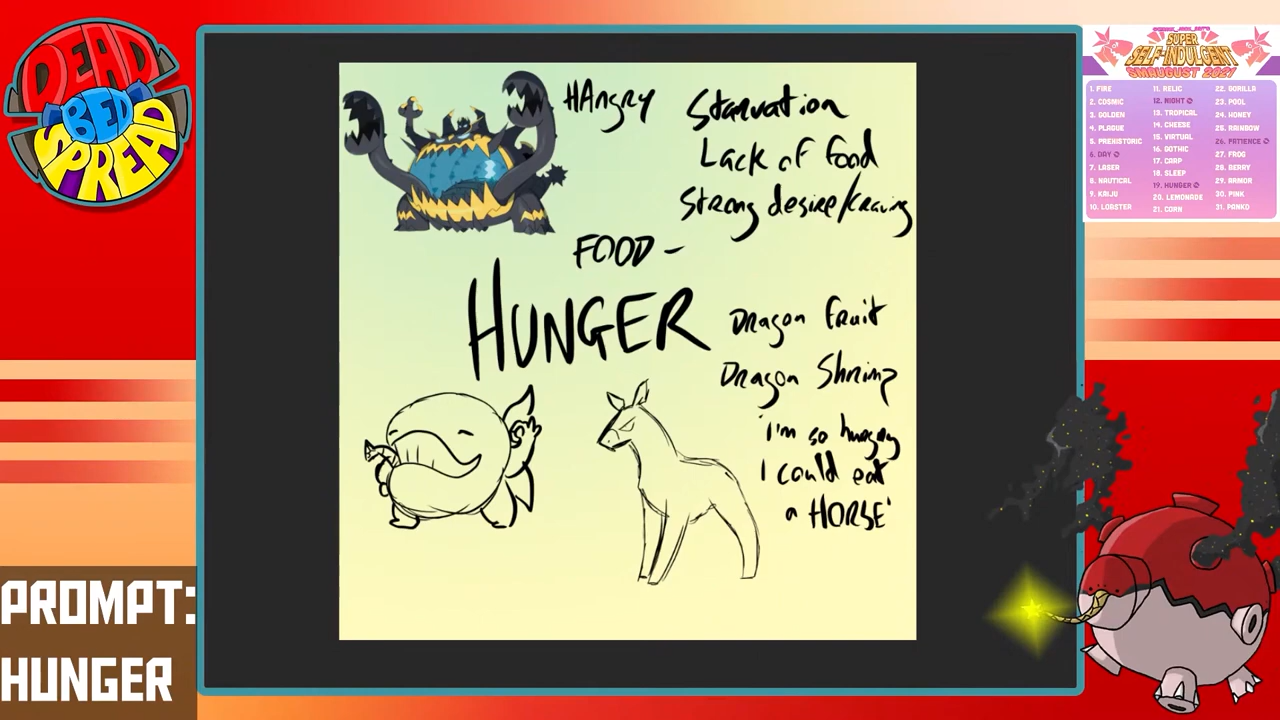 DEAD
BED
SPREAD
HAngry
Starvation
Lack of food
Strong desire/craving
FOOD -
HUNGER
Dragon Fruit
Dragon Shrimp
'I'm so hungry
I could eat
a HORSE'
PROMPT:
HUNGER
SUPER
SELF-INDULGENT
SMAUGUST 2021
1. FIRE
2. COSMIC
3. GOLDEN
4. PLAGUE
5. PREHISTORIC
6. DAY
7. LASER
8. NAUTICAL
9. KAIJU
10. LOBSTER
11. RELIC
12. NIGHT
13. TROPICAL
14. CHEESE
15. VIRTUAL
16. GOTHIC
17. CARP
18. SLEEP
19. HUNGER
20. LEMONADE
21. CORN
22. GORILLA
23. POOL
24. HONEY
25. RAINBOW
26. PATIENCE
27. FROG
28. BERRY
29. ARMOR
30. PINK
31. PANKO